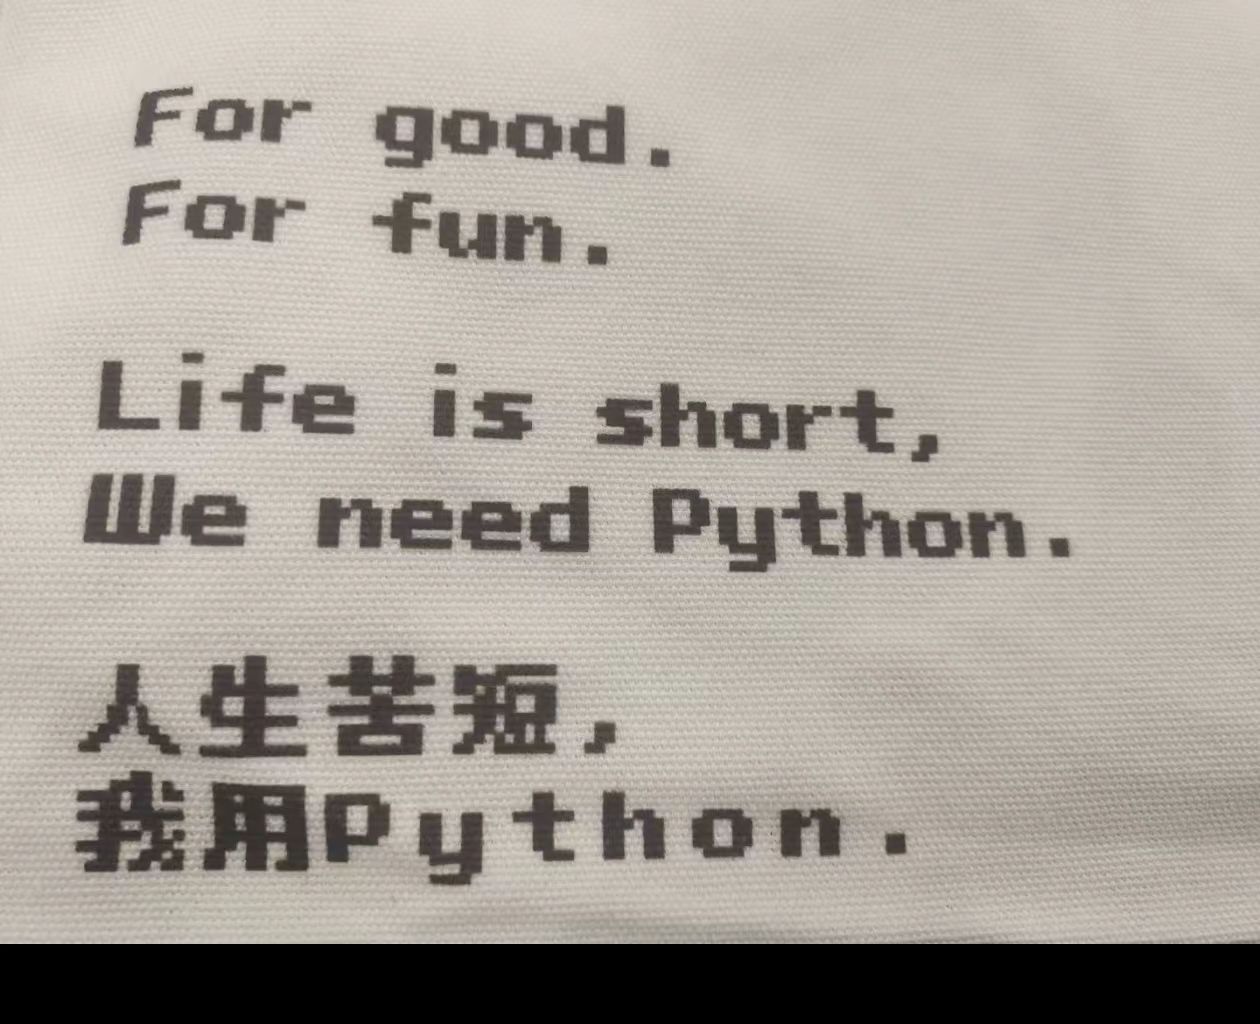 For good.
For fun.
Life is short,
We need Python.
人生苦短,
我用Python.